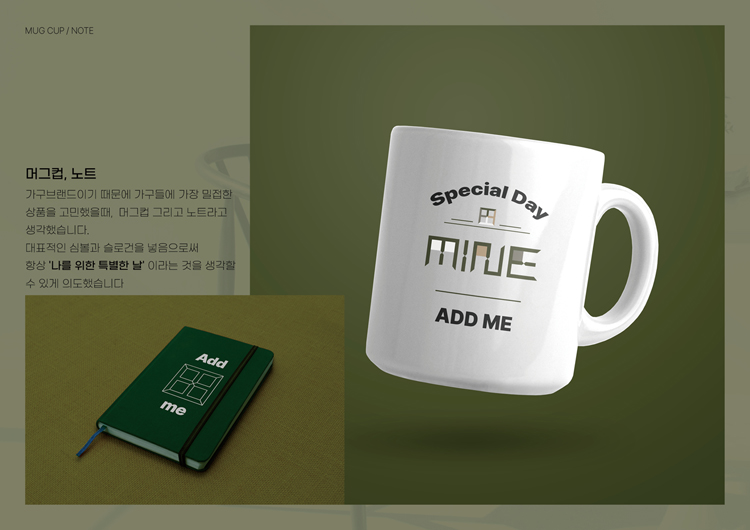 MUG CUP / NOTE
머그컵, 노트
가구브랜드이기 때문에 가구들에 가장 밀접한
상품을 고민했을때, 머그컵 그리고 노트라고
생각했습니다.
대표적인 심볼과 슬로건을 넣음으로써
항상 '나를 위한 특별한 날' 이라는 것을 생각할
수 있게 의도했습니다
Special Day
MINE
ADD ME
Add
me